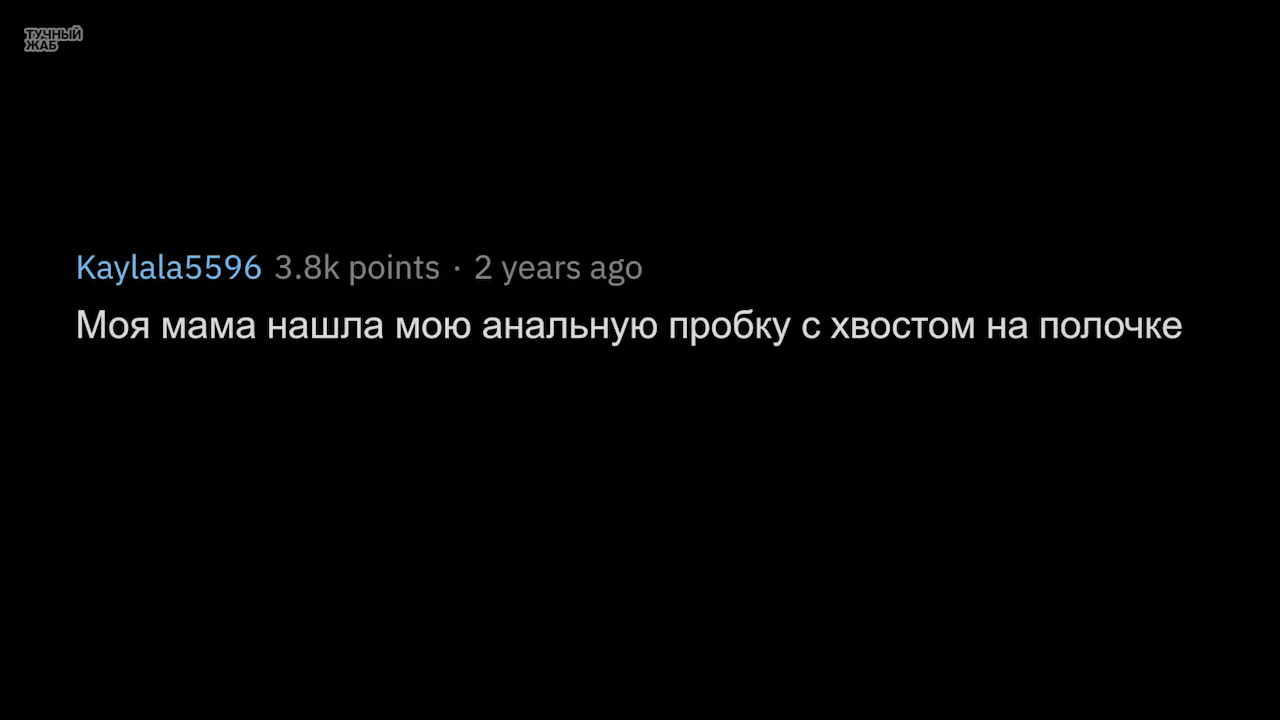 ТУЧНЫЙ
ЖАБ
Kaylala5596 3.8k points · 2 years ago
Моя мама нашла мою анальную пробку с хвостом на полочке